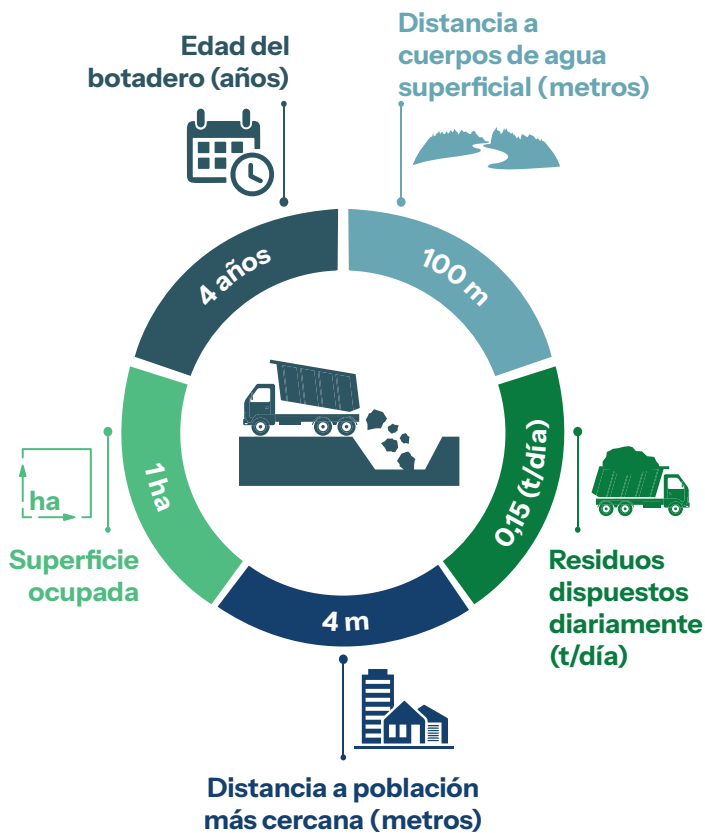 Edad del
botadero (años)
Distancia a
cuerpos de agua
superficial (metros)
4 años
100 m
1 ha
0,15 (t/día)
4 m
ha
Superficie
ocupada
Residuos
dispuestos
diariamente
(t/día)
Distancia a población
más cercana (metros)